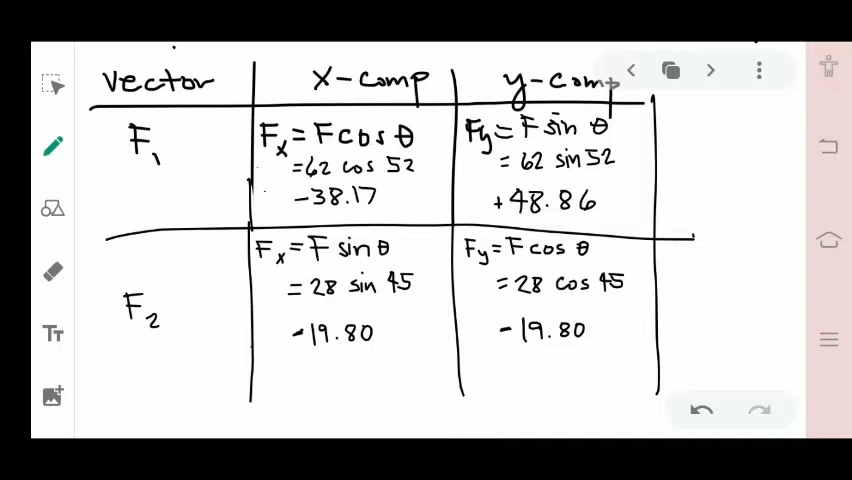 vector x-comp y-comp
F₁
Fx = F cos θ
= 62 cos 52
-38.17
Fy = F sin θ
= 62 sin 52
+48.86
F₂
Fx = F sin θ
= 28 sin 45
-19.80
Fy = F cos θ
= 28 cos 45
-19.80
Tт